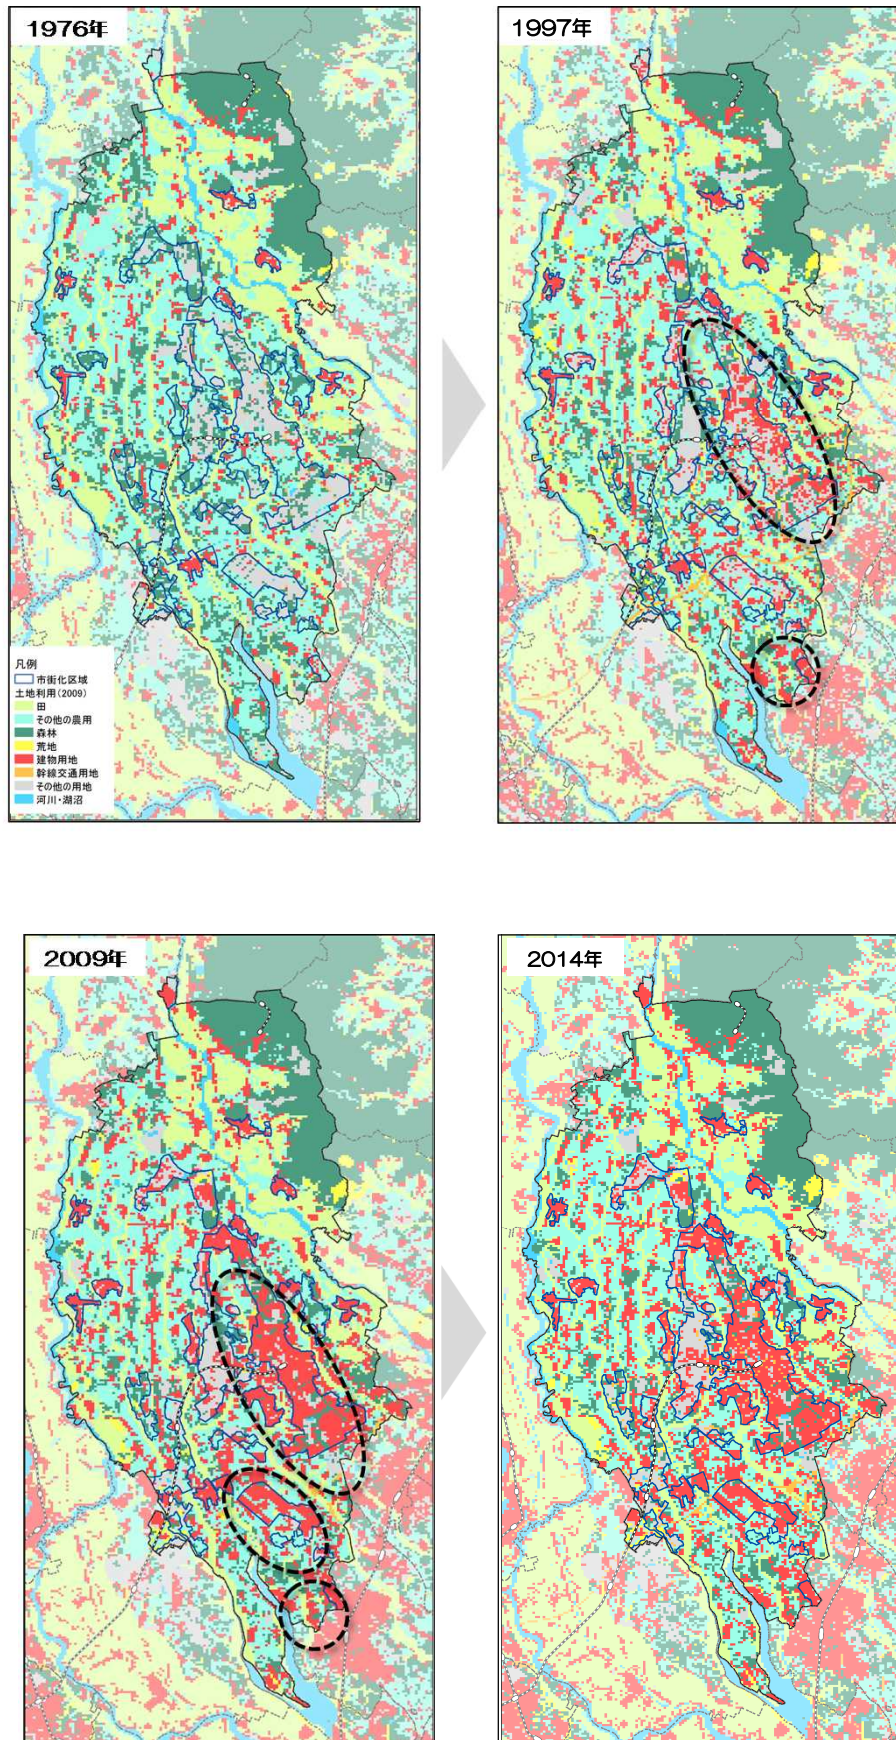 1976年
1997年
凡例
市街化区域
土地利用(2009)
田
その他の農用
森林
荒地
建物用地
幹線交通用地
その他の用地
河川・湖沼
2009年
2014年